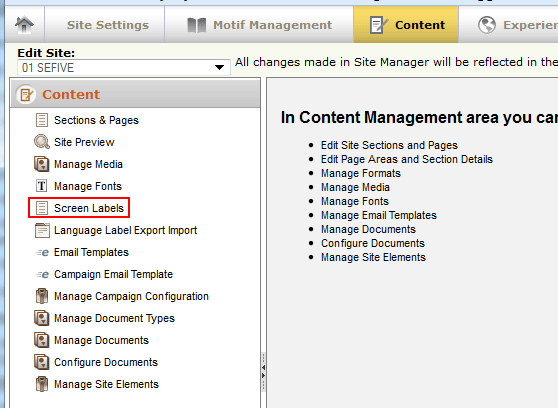 Site Settings
Motif Management
Content
Experien
Edit Site:
01 SEFIVE
All changes made in Site Manager will be reflected in the
Content
Sections & Pages
Site Preview
Manage Media
Manage Fonts
Screen Labels
Language Label Export Import
Email Templates
Campaign Email Template
Manage Campaign Configuration
Manage Document Types
Manage Documents
Configure Documents
Manage Site Elements
In Content Management area you can
Edit Site Sections and Pages
Edit Page Areas and Section Details
Manage Formats
Manage Media
Manage Fonts
Manage Email Templates
Manage Documents
Configure Documents
Manage Site Elements